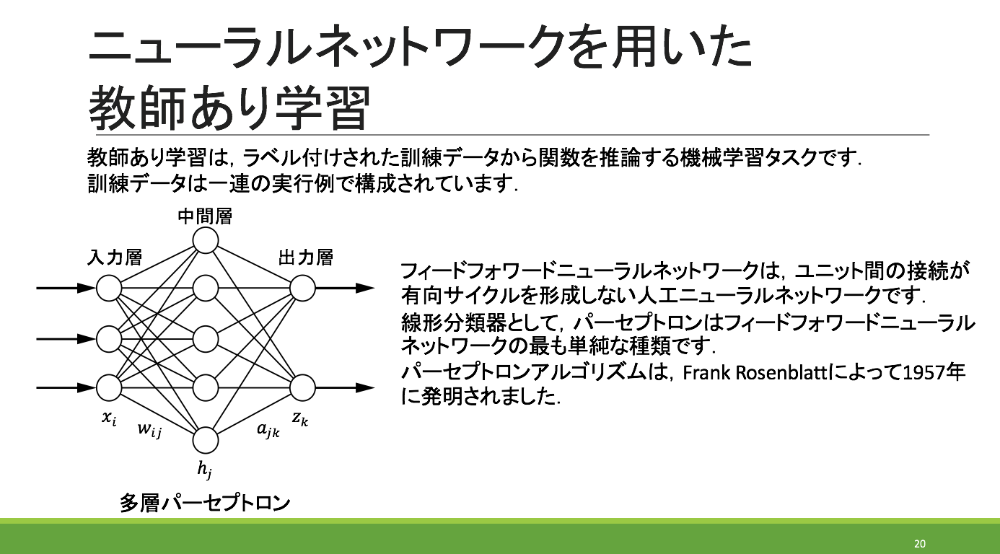 ニューラルネットワークを用いた
教師あり学習
教師あり学習は，ラベル付けされた訓練データから関数を推論する機械学習タスクです．
訓練データは一連の実行例で構成されています．
中間層
入力層
出力層
x_i
w_{ij}
a_{jk}
z_k
h_j
多層パーセプトロン
フィードフォワードニューラルネットワークは，ユニット間の接続が
有向サイクルを形成しない人工ニューラルネットワークです．
線形分類器として，パーセプトロンはフィードフォワードニューラル
ネットワークの最も単純な種類です．
パーセプトロンアルゴリズムは，Frank Rosenblattによって1957年
に発明されました．
20